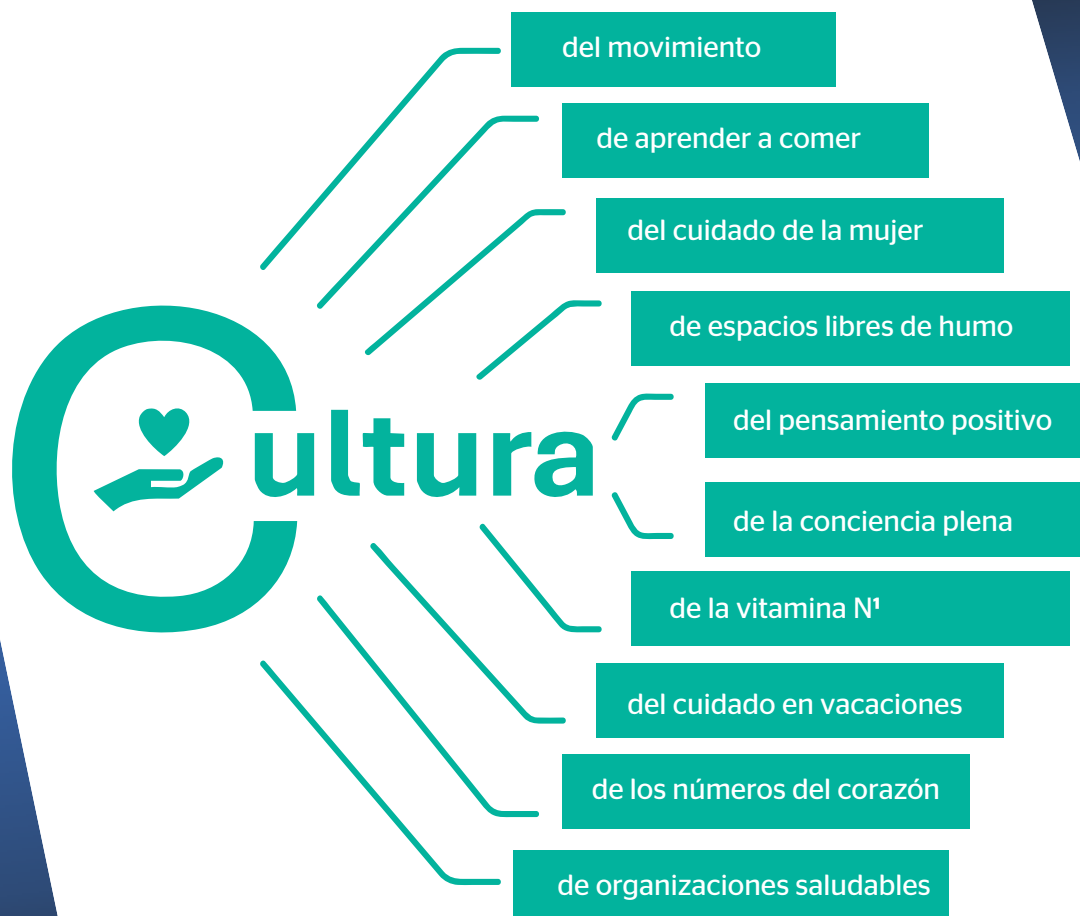 del movimiento
de aprender a comer
del cuidado de la mujer
de espacios libres de humo
Cultura
del pensamiento positivo
de la conciencia plena
de la vitamina N¹
del cuidado en vacaciones
de los números del corazón
de organizaciones saludables